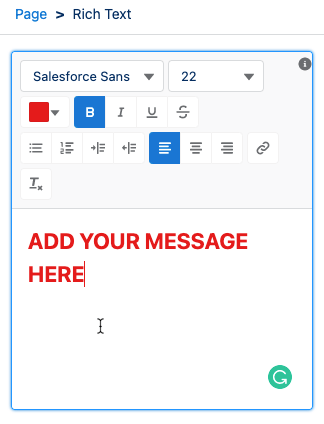 Page > Rich Text
Salesforce Sans 22
B I U S
ADD YOUR MESSAGE
HERE